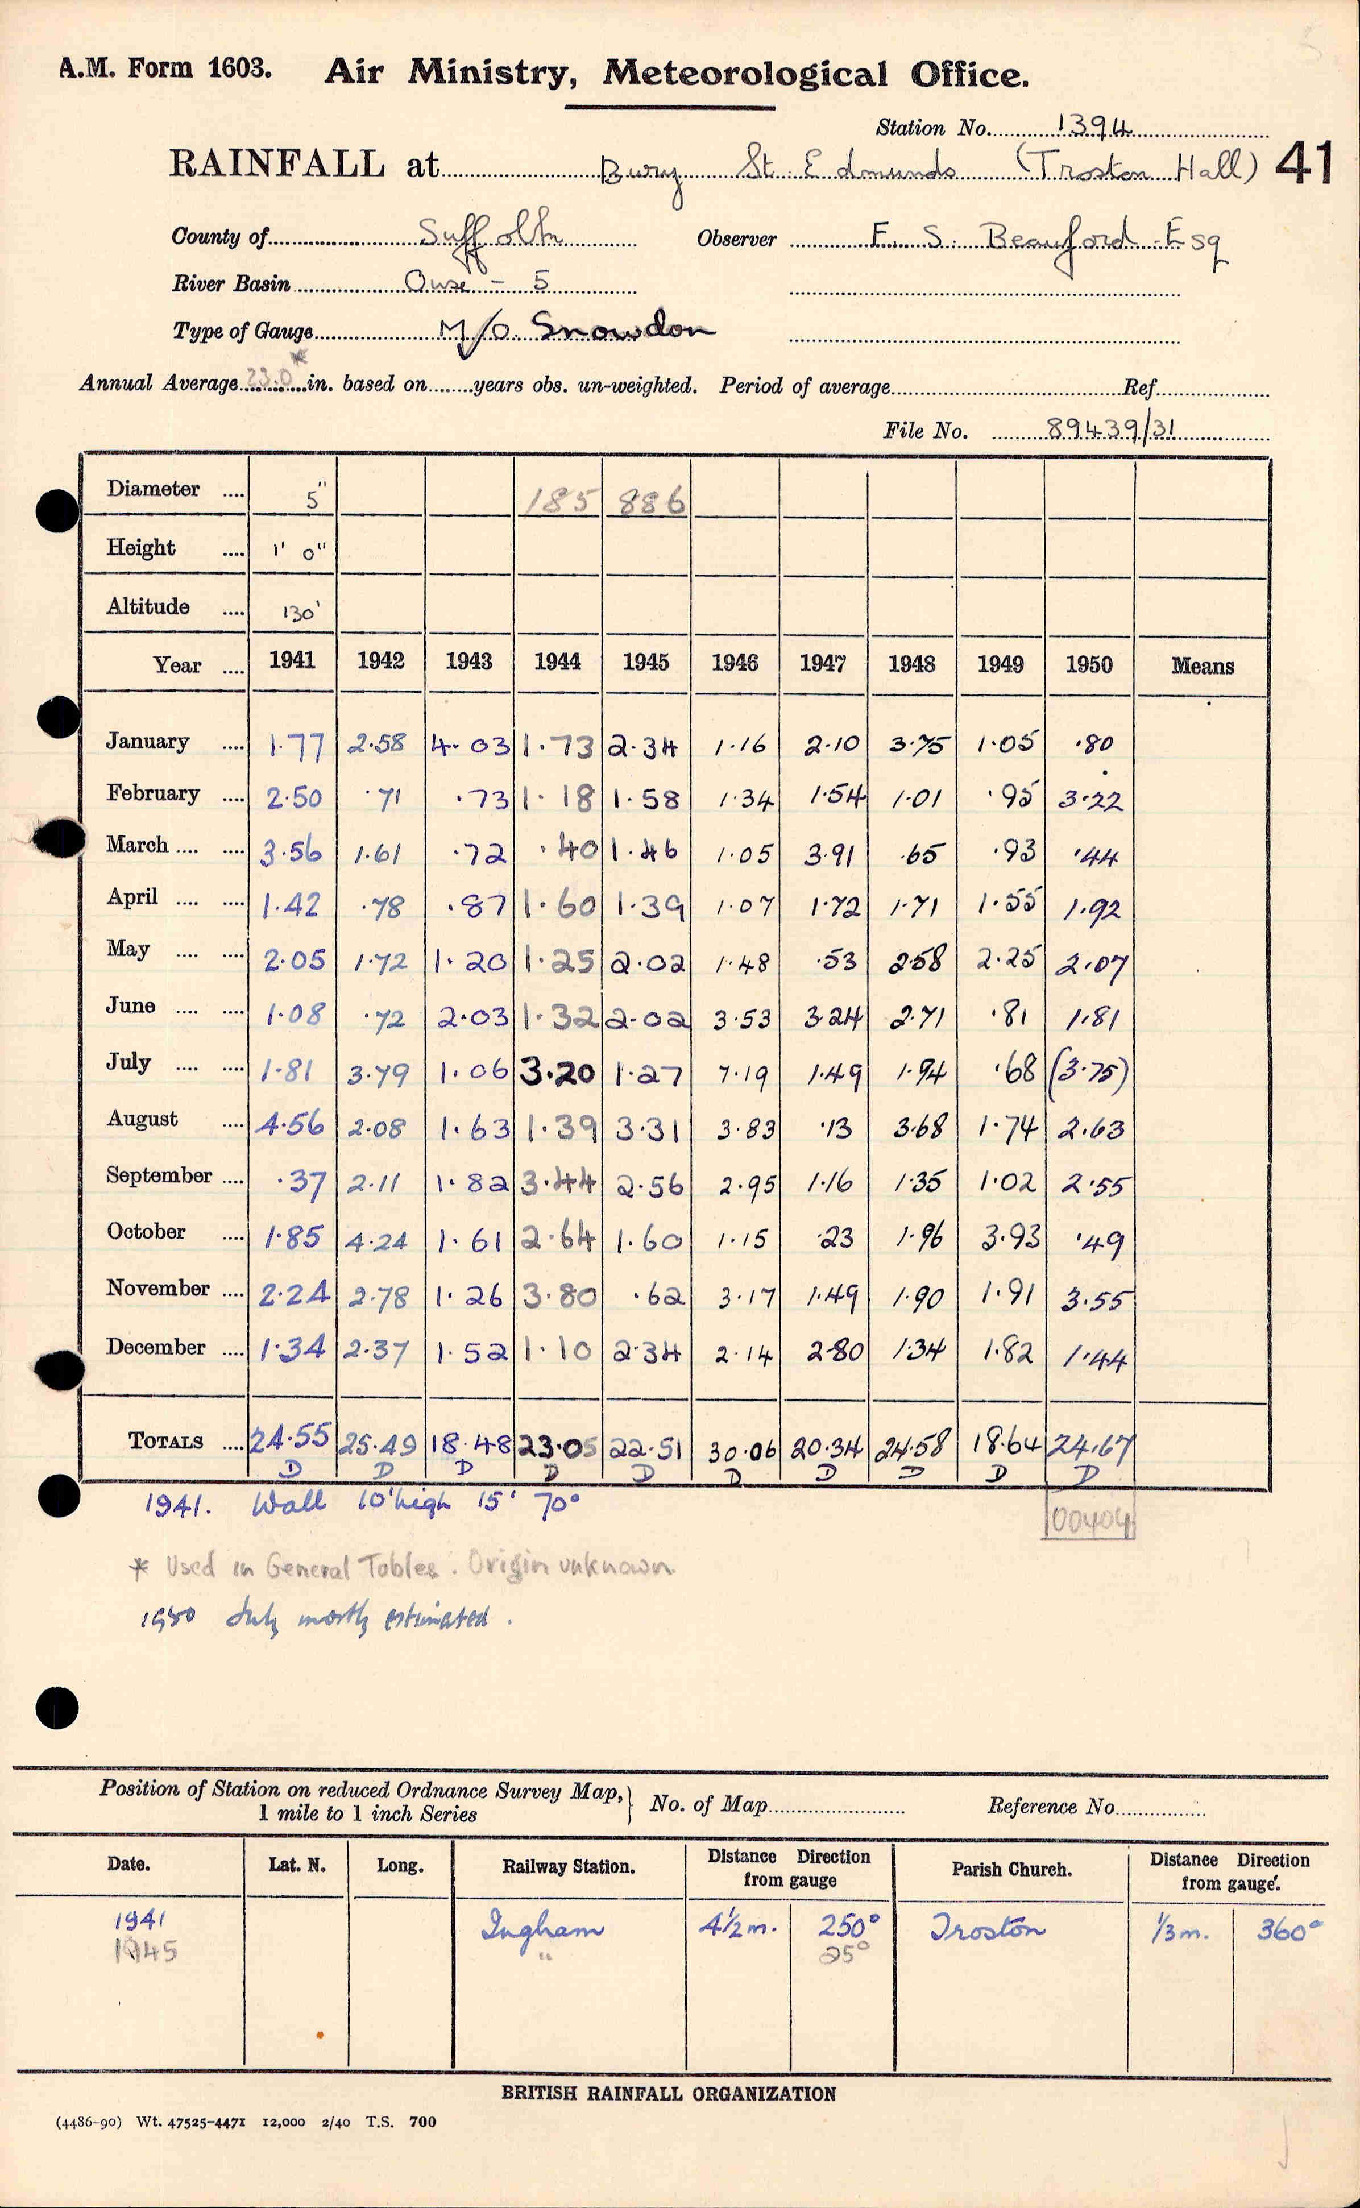 A.M. Form 1603. Air Ministry, Meteorological Office.
Station No. 1394
RAINFALL at Bury St. Edmunds (Troston Hall) 41
County of Suffolk Observer E. S. Beauford Esq
River Basin Ouse - 5
Type of Gauge M/O. Snowdon
Annual Average 23.0* in. based on years obs. un-weighted. Period of average Ref.
File No. 89439/31
Diameter .... 5" 185 886
Height .... 1' 0"
Altitude .... 130'
Year .... 1941 1942 1943 1944 1945 1946 1947 1948 1949 1950 Means
January .... 1.77 2.58 4.03 1.73 2.34 1.16 2.10 3.75 1.05 .80
February .... 2.50 .71 .73 1.18 1.58 1.34 1.54 1.01 .95 3.22
March .... .... 3.56 1.61 .72 .40 1.46 1.05 3.91 .65 .93 .44
April .... .... 1.42 .78 .87 1.60 1.39 1.07 1.72 1.71 1.55 1.92
May .... .... 2.05 1.72 1.20 1.25 2.02 1.48 .53 2.58 2.25 2.07
June .... .... 1.08 .72 2.03 1.32 2.02 3.53 3.24 2.71 .81 1.81
July .... .... 1.81 3.79 1.06 3.20 1.27 7.19 1.49 1.94 .68 (3.75)
August .... 4.56 2.08 1.63 1.39 3.31 3.83 .13 3.68 1.74 2.63
September .... .37 2.11 1.82 3.44 2.56 2.95 1.16 1.35 1.02 2.55
October .... 1.85 4.24 1.61 2.64 1.60 1.15 .23 1.96 3.93 .49
November .... 2.24 2.78 1.26 3.80 .62 3.17 1.49 1.90 1.91 3.55
December .... 1.34 2.37 1.52 1.10 2.34 2.14 2.80 1.34 1.82 1.44
TOTALS .... 24.55 25.49 18.48 23.05 22.51 30.06 20.34 24.58 18.64 24.67
D D D D D D D D D D
1941. Wall 10' high 15' 70°
00404
* Used in General Tables. Origin unknown
1950 July month estimated.
Position of Station on reduced Ordnance Survey Map, 1 mile to 1 inch Series } No. of Map Reference No.
Date. Lat. N. Long. Railway Station. Distance Direction from gauge Parish Church. Distance Direction from gauge.
1941 Ingham 4½ m. 250° Troston ⅓ m. 360°
1945 " 25°
BRITISH RAINFALL ORGANIZATION
(4486-90) Wt. 47525-4471 12,000 2/40 T.S. 700